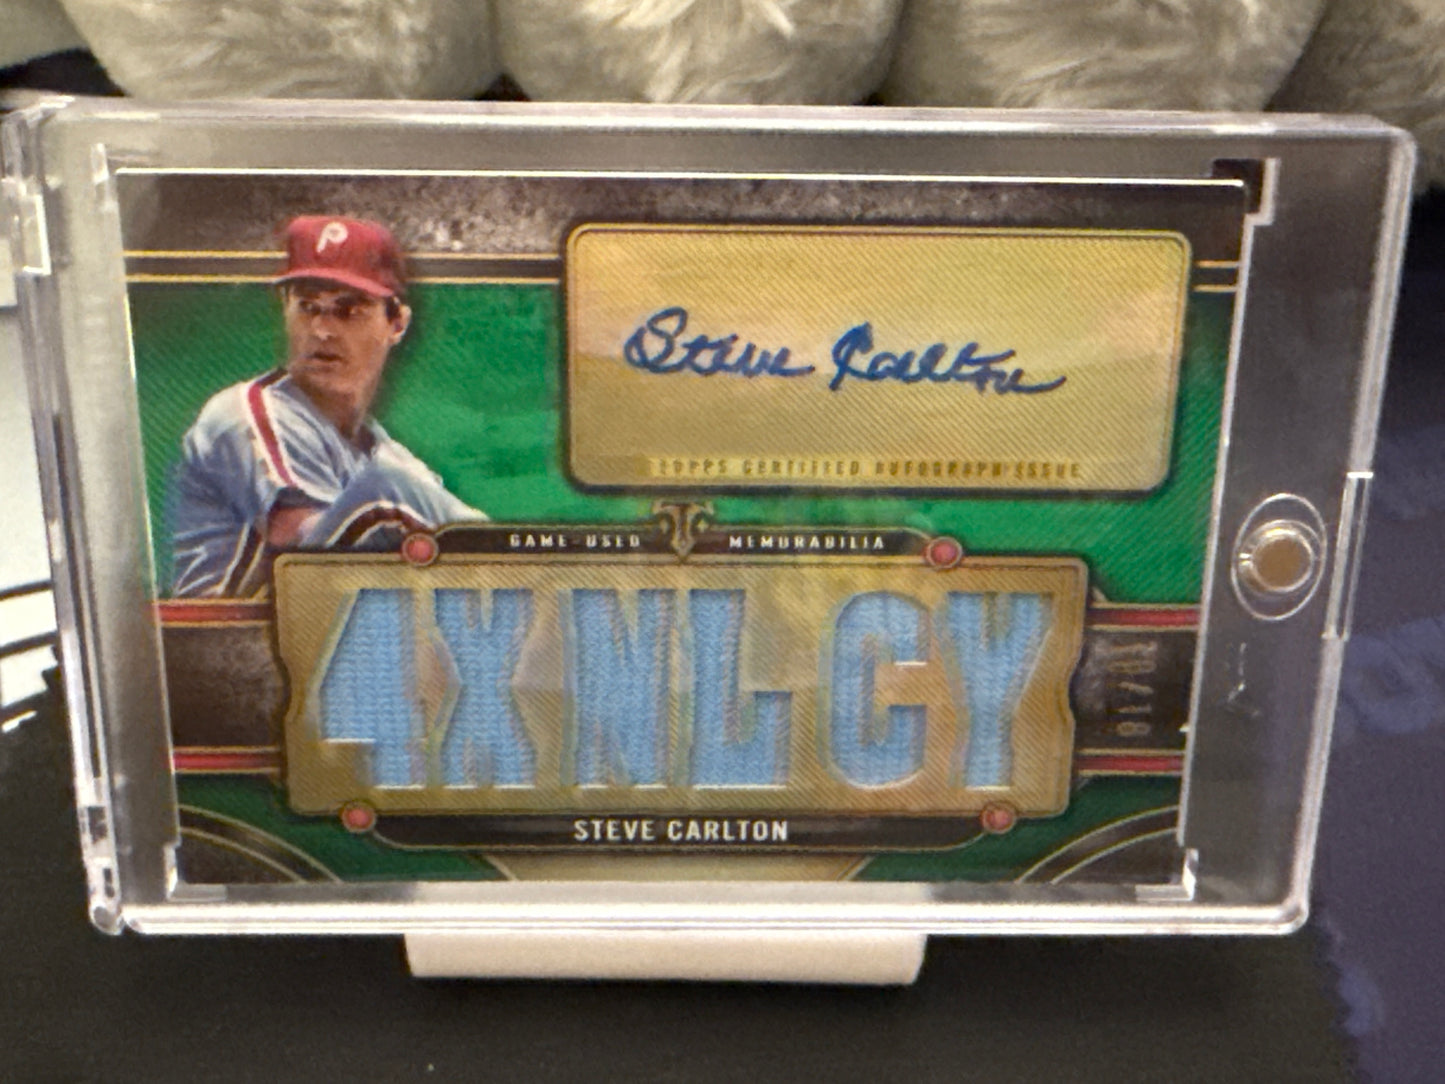 P
Steve Carlton
TOPPS CERTIFIED AUTOGRAPH ISSUE
GAME-USED MEMORABILIA
4X NL CY
STEVE CARLTON